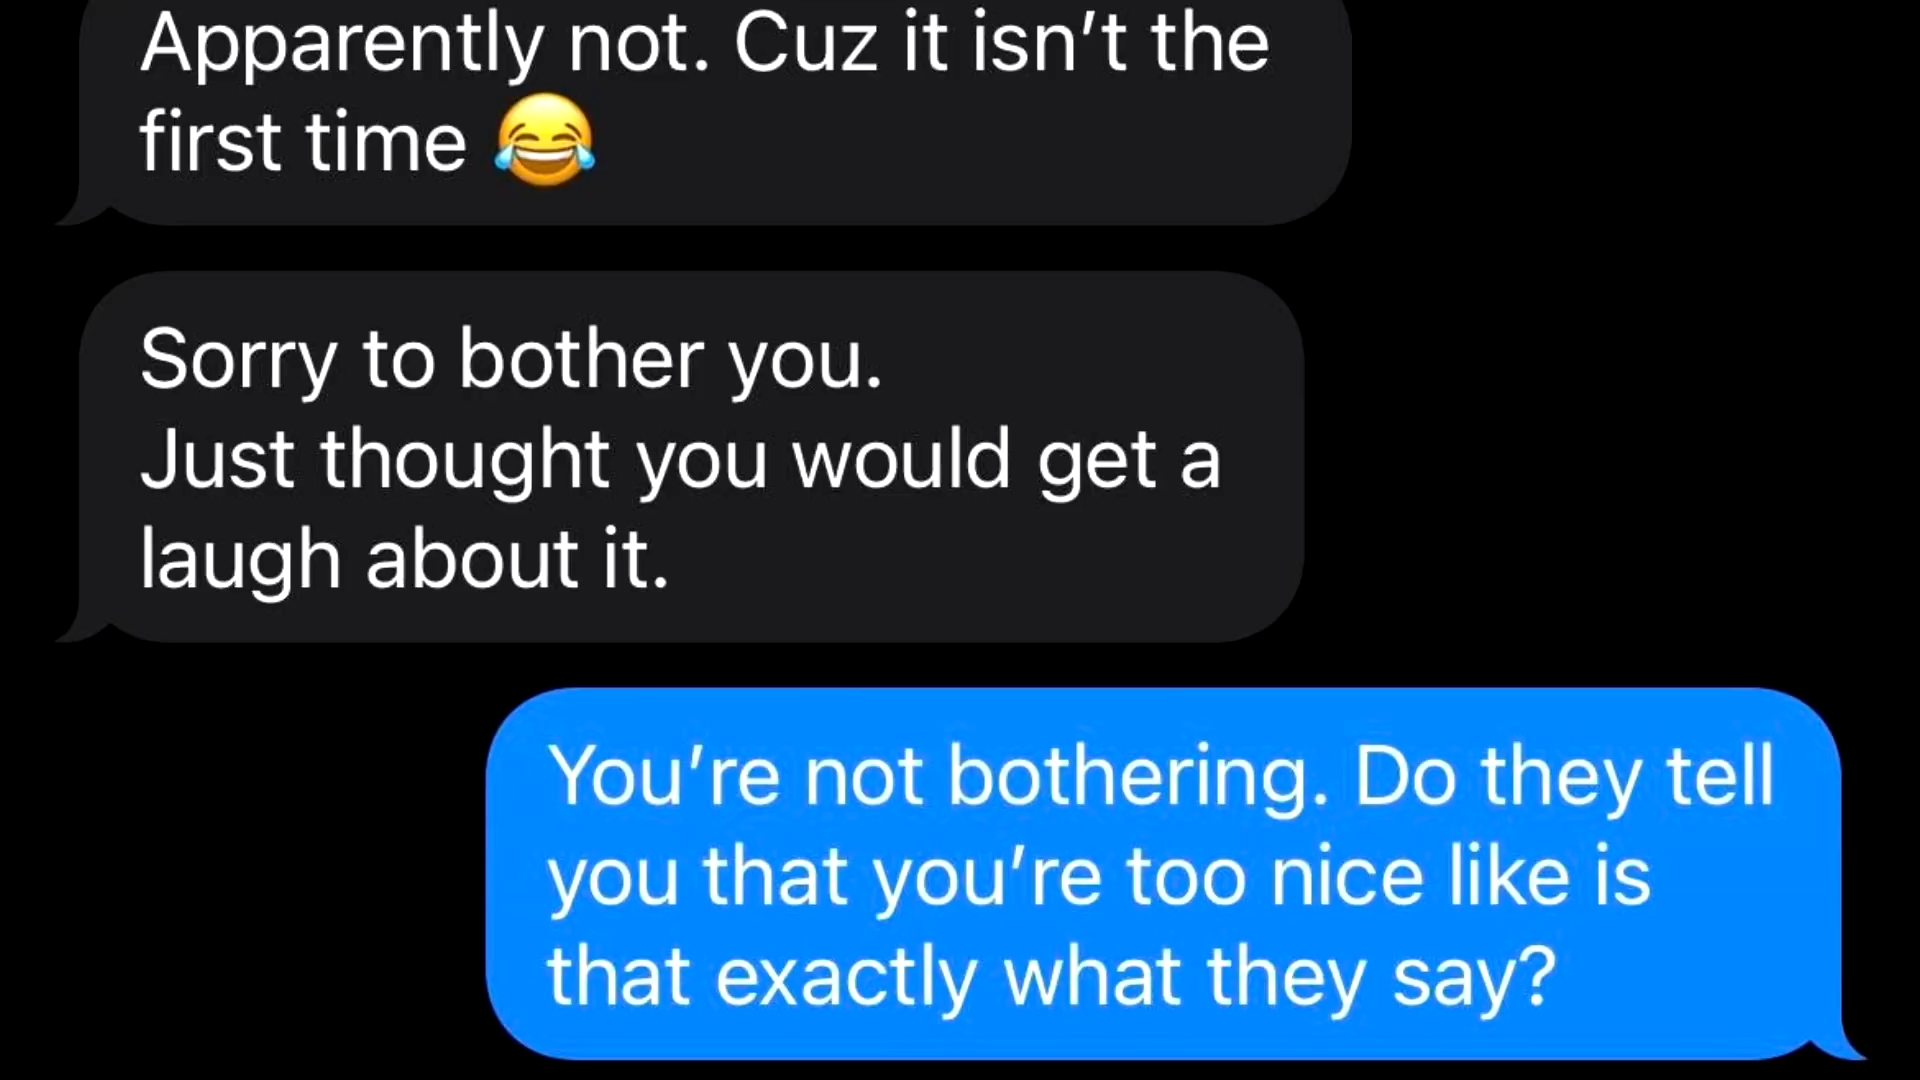 Apparently not. Cuz it isn’t the
first time 😂
Sorry to bother you.
Just thought you would get a
laugh about it.
You’re not bothering. Do they tell
you that you’re too nice like is
that exactly what they say?